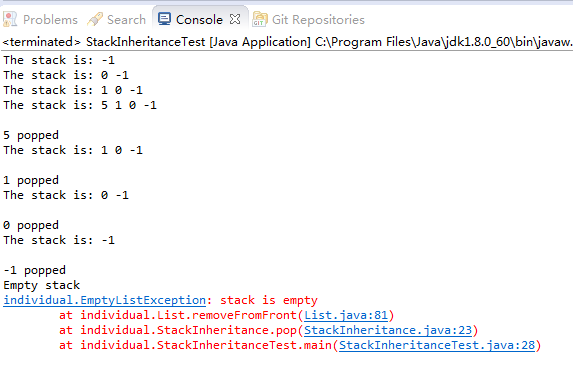 Problems Search Console Git Repositories
<terminated> StackInheritanceTest [Java Application] C:\Program Files\Java\jdk1.8.0_60\bin\javaw.
The stack is: -1
The stack is: 0 -1
The stack is: 1 0 -1
The stack is: 5 1 0 -1
5 popped
The stack is: 1 0 -1
1 popped
The stack is: 0 -1
0 popped
The stack is: -1
-1 popped
Empty stack
individual.EmptyListException: stack is empty
at individual.List.removeFromFront(List.java:81)
at individual.StackInheritance.pop(StackInheritance.java:23)
at individual.StackInheritanceTest.main(StackInheritanceTest.java:28)